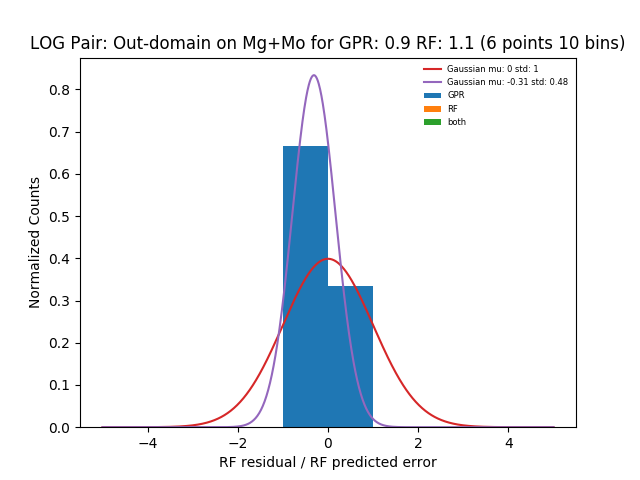 LOG Pair: Out-domain on Mg+Mo for GPR: 0.9 RF: 1.1 (6 points 10 bins)
Gaussian mu: 0 std: 1
Gaussian mu: -0.31 std: 0.48
GPR
RF
both
Normalized Counts
0.8
0.7
0.6
0.5
0.4
0.3
0.2
0.1
0.0
−4 −2 0 2 4
RF residual / RF predicted error